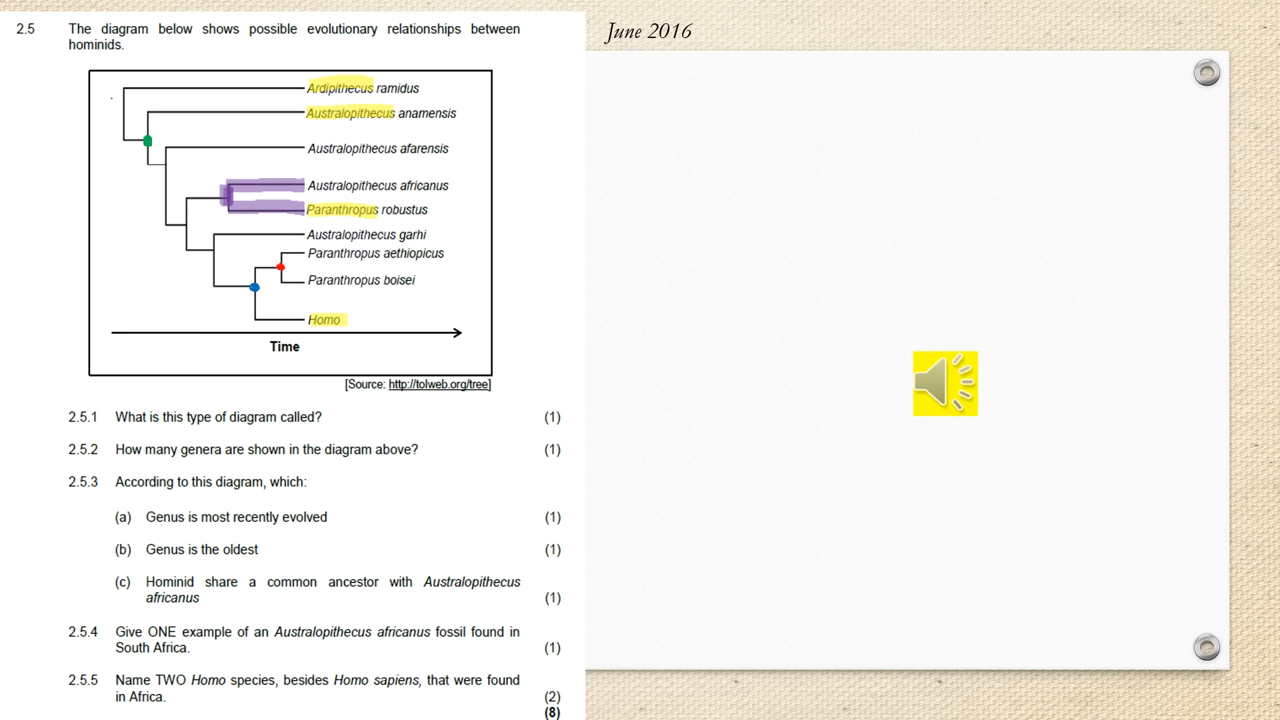 June 2016
2.5 The diagram below shows possible evolutionary relationships between
hominids.
Ardipithecus ramidus
Australopithecus anamensis
Australopithecus afarensis
Australopithecus africanus
Paranthropus robustus
Australopithecus garhi
Paranthropus aethiopicus
Paranthropus boisei
Homo
Time
[Source: http://tolweb.org/tree]
2.5.1 What is this type of diagram called? (1)
2.5.2 How many genera are shown in the diagram above? (1)
2.5.3 According to this diagram, which:
(a) Genus is most recently evolved (1)
(b) Genus is the oldest (1)
(c) Hominid share a common ancestor with Australopithecus
africanus (1)
2.5.4 Give ONE example of an Australopithecus africanus fossil found in
South Africa. (1)
2.5.5 Name TWO Homo species, besides Homo sapiens, that were found
in Africa. (2)
(8)